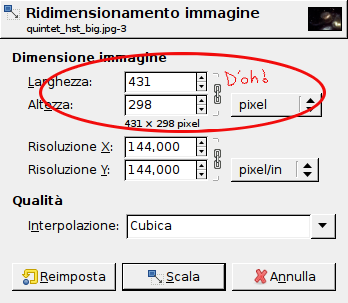 Ridimensionamento immagine
quintet_hst_big.jpg-3
Dimensione immagine
Larghezza: 431 D'oh!
Altezza: 298 pixel
431 × 298 pixel
Risoluzione X: 144,000
Risoluzione Y: 144,000 pixel/in
Qualità
Interpolazione: Cubica
Reimposta Scala Annulla